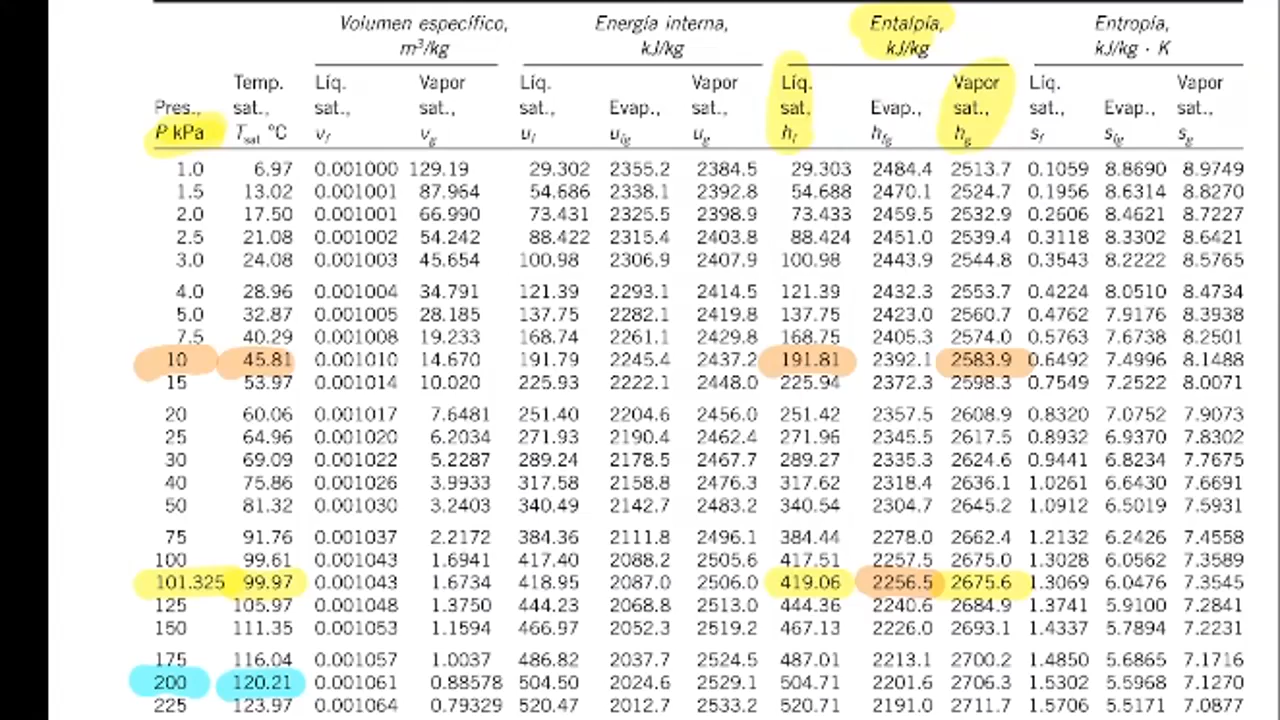 Volumen específico, Energía interna, Entalpía, Entropía,
m³/kg kJ/kg kJ/kg kJ/kg · K
Temp. Líq. Vapor Líq. Vapor Líq. Vapor Líq. Vapor
Pres., sat., sat., sat., sat., Evap., sat., sat, Evap., sat., sat., Evap., sat.,
P kPa Tsat °C vf vg uf ufg ug hf hfg hg sf sfg sg
1.0 6.97 0.001000 129.19 29.302 2355.2 2384.5 29.303 2484.4 2513.7 0.1059 8.8690 8.9749
1.5 13.02 0.001001 87.964 54.686 2338.1 2392.8 54.688 2470.1 2524.7 0.1956 8.6314 8.8270
2.0 17.50 0.001001 66.990 73.431 2325.5 2398.9 73.433 2459.5 2532.9 0.2606 8.4621 8.7227
2.5 21.08 0.001002 54.242 88.422 2315.4 2403.8 88.424 2451.0 2539.4 0.3118 8.3302 8.6421
3.0 24.08 0.001003 45.654 100.98 2306.9 2407.9 100.98 2443.9 2544.8 0.3543 8.2222 8.5765
4.0 28.96 0.001004 34.791 121.39 2293.1 2414.5 121.39 2432.3 2553.7 0.4224 8.0510 8.4734
5.0 32.87 0.001005 28.185 137.75 2282.1 2419.8 137.75 2423.0 2560.7 0.4762 7.9176 8.3938
7.5 40.29 0.001008 19.233 168.74 2261.1 2429.8 168.75 2405.3 2574.0 0.5763 7.6738 8.2501
10 45.81 0.001010 14.670 191.79 2245.4 2437.2 191.81 2392.1 2583.9 0.6492 7.4996 8.1488
15 53.97 0.001014 10.020 225.93 2222.1 2448.0 225.94 2372.3 2598.3 0.7549 7.2522 8.0071
20 60.06 0.001017 7.6481 251.40 2204.6 2456.0 251.42 2357.5 2608.9 0.8320 7.0752 7.9073
25 64.96 0.001020 6.2034 271.93 2190.4 2462.4 271.96 2345.5 2617.5 0.8932 6.9370 7.8302
30 69.09 0.001022 5.2287 289.24 2178.5 2467.7 289.27 2335.3 2624.6 0.9441 6.8234 7.7675
40 75.86 0.001026 3.9933 317.58 2158.8 2476.3 317.62 2318.4 2636.1 1.0261 6.6430 7.6691
50 81.32 0.001030 3.2403 340.49 2142.7 2483.2 340.54 2304.7 2645.2 1.0912 6.5019 7.5931
75 91.76 0.001037 2.2172 384.36 2111.8 2496.1 384.44 2278.0 2662.4 1.2132 6.2426 7.4558
100 99.61 0.001043 1.6941 417.40 2088.2 2505.6 417.51 2257.5 2675.0 1.3028 6.0562 7.3589
101.325 99.97 0.001043 1.6734 418.95 2087.0 2506.0 419.06 2256.5 2675.6 1.3069 6.0476 7.3545
125 105.97 0.001048 1.3750 444.23 2068.8 2513.0 444.36 2240.6 2684.9 1.3741 5.9100 7.2841
150 111.35 0.001053 1.1594 466.97 2052.3 2519.2 467.13 2226.0 2693.1 1.4337 5.7894 7.2231
175 116.04 0.001057 1.0037 486.82 2037.7 2524.5 487.01 2213.1 2700.2 1.4850 5.6865 7.1716
200 120.21 0.001061 0.88578 504.50 2024.6 2529.1 504.71 2201.6 2706.3 1.5302 5.5968 7.1270
225 123.97 0.001064 0.79329 520.47 2012.7 2533.2 520.71 2191.0 2711.7 1.5706 5.5171 7.0877